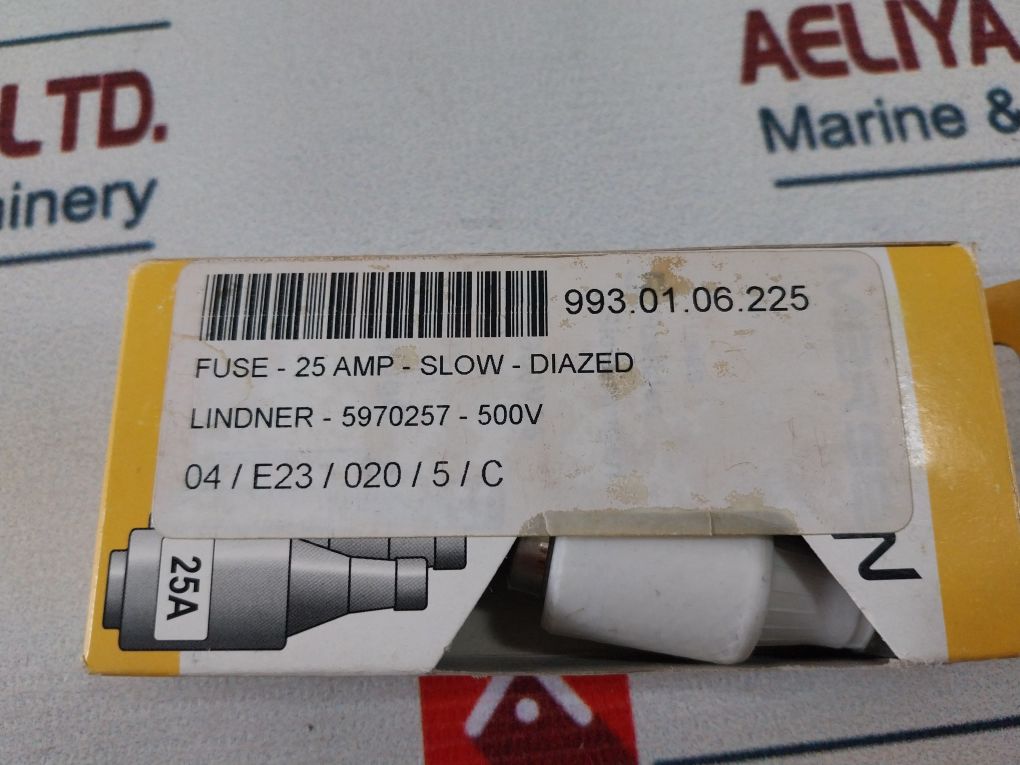 LTD.
AELIYA
Marine &
inery
993.01.06.225
FUSE - 25 AMP - SLOW - DIAZED
LINDNER - 5970257 - 500V
04 / E23 / 020 / 5 / C
25A
N